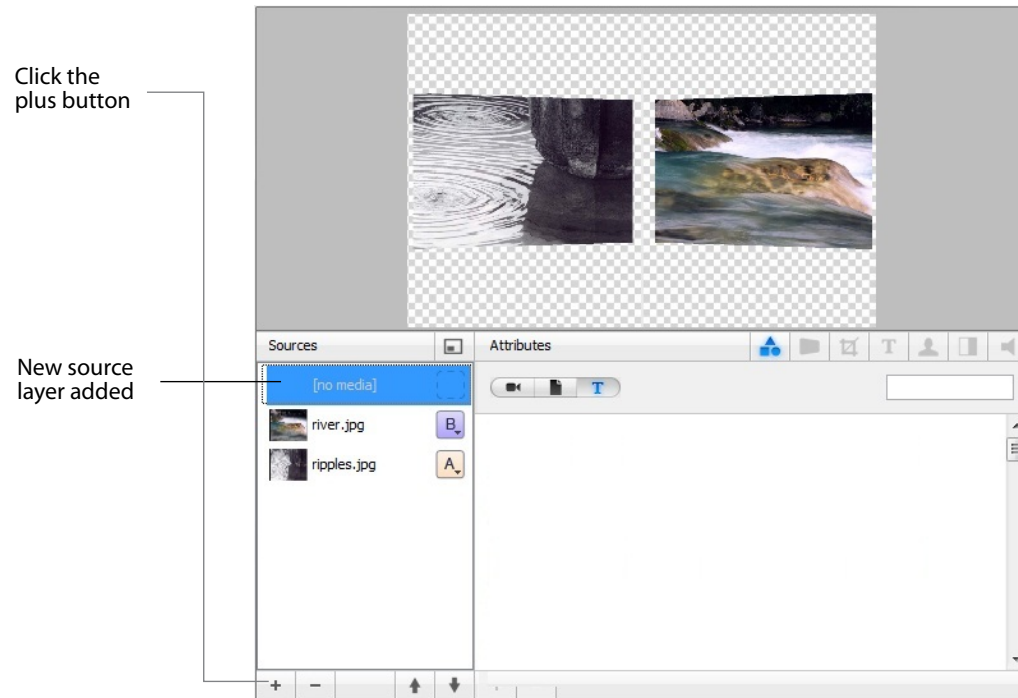 Click the
plus button
New source
layer added
Sources
Attributes
T
[no media]
T
river.jpg
B
ripples.jpg
A
+ −